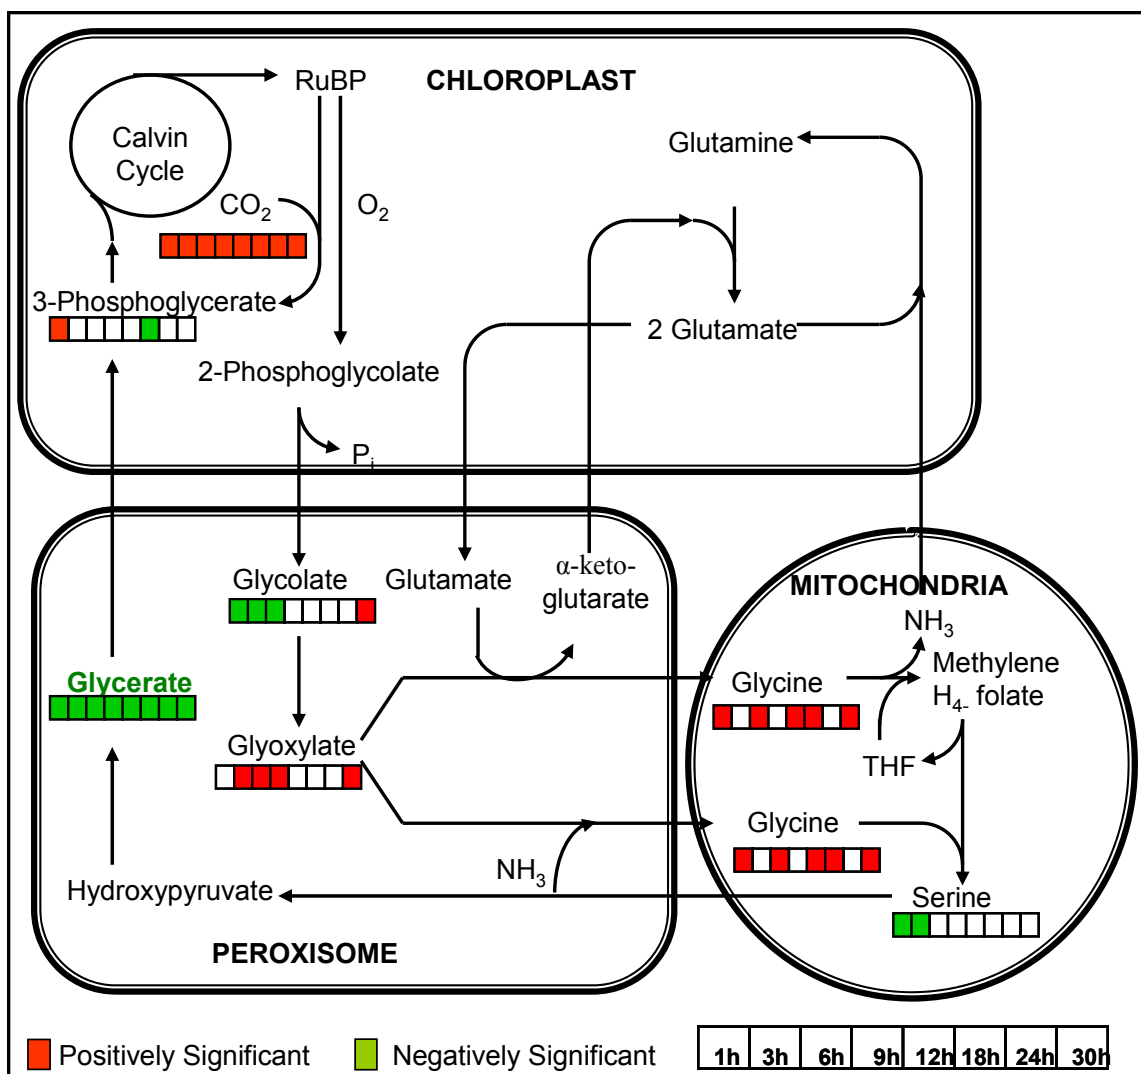 RuBP
CHLOROPLAST
Calvin
Cycle
Glutamine
CO2
O2
3-Phosphoglycerate
2 Glutamate
2-Phosphoglycolate
Pi
Glycolate
Glutamate
α-keto-
glutarate
MITOCHONDRIA
NH3
Methylene
H4- folate
Glycerate
Glycine
Glyoxylate
THF
Glycine
NH3
Hydroxypyruvate
Serine
PEROXISOME
Positively Significant
Negatively Significant
1h 3h 6h 9h 12h 18h 24h 30h